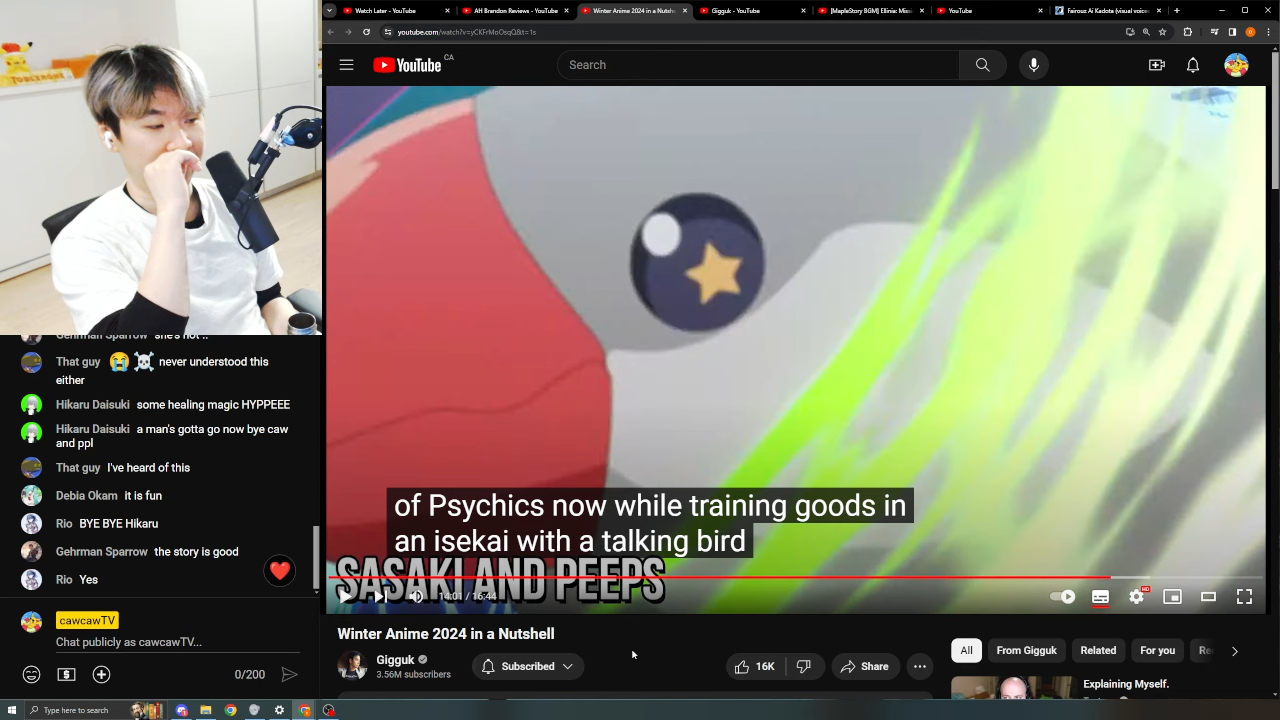 Watch Later - YouTube
AH Brandon Reviews - YouTube
Winter Anime 2024 in a Nutsh
Gigguk - YouTube
[MapleStory BGM] Ellinia: Miss
YouTube
Fairouz Ai Kadota (visual voice
youtube.com/watch?v=yCKFrMoOsqQ&t=1s
YouTube CA
Search
of Psychics now while training goods in
an isekai with a talking bird
SASAKI AND PEEPS
14:01 / 16:44
HD
Winter Anime 2024 in a Nutshell
Gigguk
3.56M subscribers
Subscribed
16K
Share
All
From Gigguk
Related
For you
Re
Explaining Myself.
Gehrman Sparrow she's not ..
That guy never understood this
either
Hikaru Daisuki some healing magic HYPPEEE
Hikaru Daisuki a man's gotta go now bye caw
and ppl
That guy I've heard of this
Debia Okam it is fun
Rio BYE BYE Hikaru
Gehrman Sparrow the story is good
Rio Yes
cawcawTV
Chat publicly as cawcawTV...
0/200
Type here to search